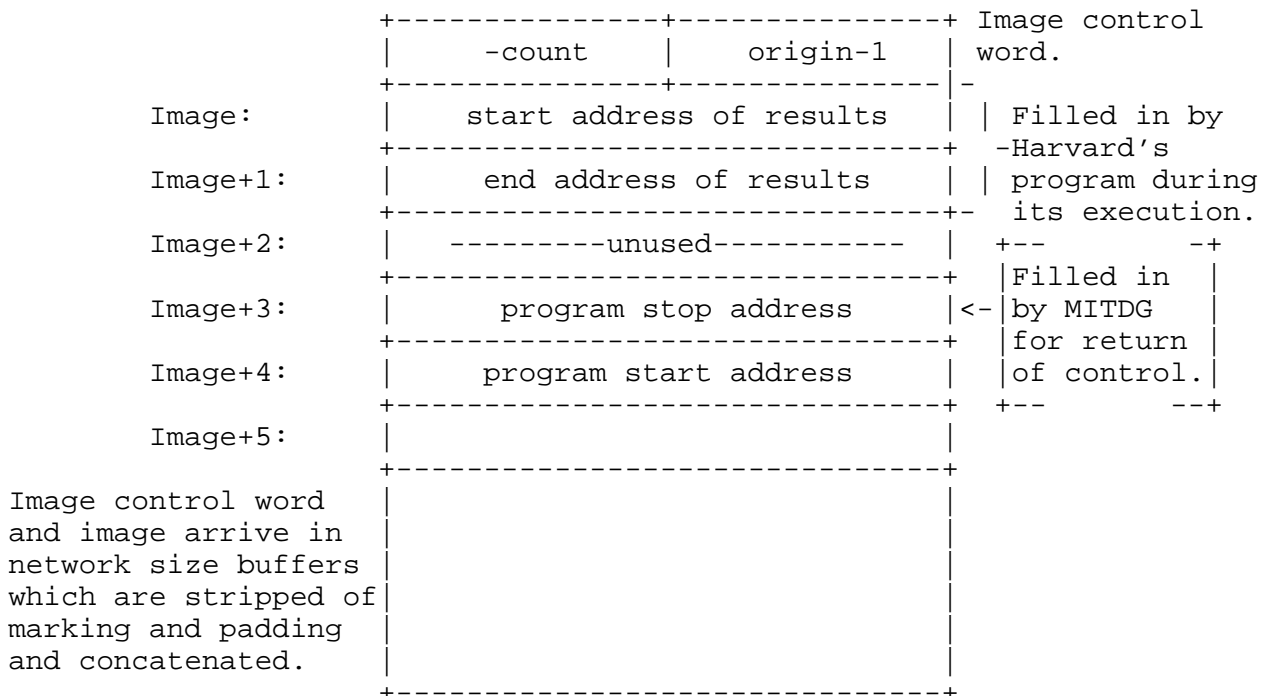 +---------------+---------------+ Image control
                      |     -count    |    origin-1   | word.
                      +---------------+---------------|-
        Image:        |    start address of results   | | Filled in by
                      +-------------------------------+  -Harvard's
        Image+1:      |     end address of results    | | program during
                      +-------------------------------+-  its execution.
        Image+2:      |   ---------unused-----------  |  +--        -+
                      +-------------------------------+  |Filled in  |
        Image+3:      |      program stop address     |<-|by MITDG   |
                      +-------------------------------+  |for return |
        Image+4:      |     program start address     |  |of control.|
                      +-------------------------------+  +--       --+
        Image+5:      |                               |
                      +-------------------------------+
Image control word    |                               |
and image arrive in   |                               |
network size buffers  |                               |
which are stripped of|                               |
marking and padding   |                               |
and concatenated.     |                               |
                      +-------------------------------+